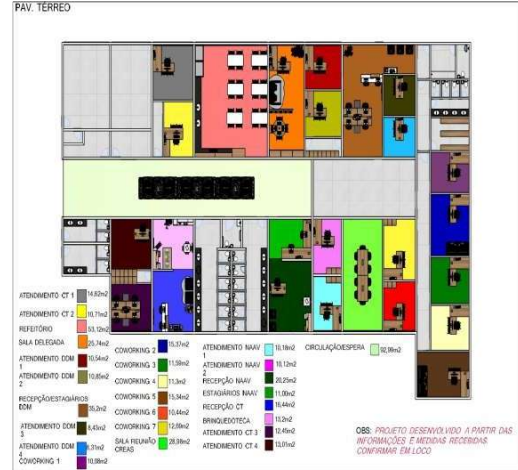 PAV. TÉRREO
ATENDIMENTO CT 1 14,82m2
ATENDIMENTO CT 2 10,71m2
REFEITÓRIO 53,12m2
SALA DELEGADA 25,74m2
ATENDIMENTO DDM 1 10,54m2
ATENDIMENTO DDM 2 10,85m2
RECEPÇÃO/ESTAGIÁRIOS DDM 35,2m2
ATENDIMENTO DDM 3 8,43m2
ATENDIMENTO DDM 4 8,31m2
COWORKING 1 10,08m2
COWORKING 2 15,37m2
COWORKING 3 11,59m2
COWORKING 4 11,3m2
COWORKING 5 15,34m2
COWORKING 6 10,44m2
COWORKING 7 12,00m2
SALA REUNIÃO CREAS 28,98m2
ATENDIMENTO NAAV 1 10,18m2
ATENDIMENTO NAAV 2 10,12m2
RECEPÇÃO NAAV 20,25m2
ESTAGIÁRIOS NAAV 11,00m2
RECEPÇÃO CT 16,44m2
BRINQUEDOTECA 10,2m2
ATENDIMENTO CT 3 12,45m2
ATENDIMENTO CT 4 13,01m2
CIRCULAÇÃO/ESPERA 92,99m2
OBS: PROJETO DESENVOLVIDO A PARTIR DAS
INFORMAÇÕES E MEDIDAS RECEBIDAS.
CONFIRMAR EM LOCO